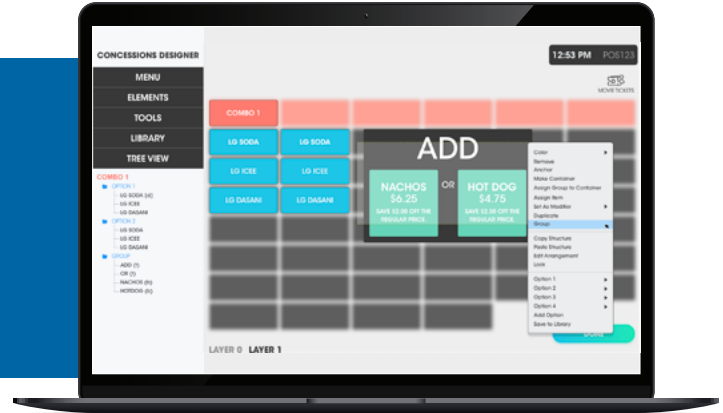 CONCESSIONS DESIGNER
MENU
ELEMENTS
TOOLS
LIBRARY
TREE VIEW
COMBO 1
OPTION 1
LG SODA
LG ICEE
LG DASANI
OPTION 2
LG SODA
LG ICEE
LG DASANI
GROUP
ADD (1)
OR (1)
NACHOS
HOTDOG
12:53 PM POS123
MOVIE TICKETS
COMBO 1
LG SODA LG SODA
LG ICEE LG ICEE
LG DASANI LG DASANI
ADD
NACHOS
$6.25
SAVE $2.00 OFF THE
REGULAR PRICE.
OR
HOT DOG
$4.75
SAVE $2.00 OFF THE
REGULAR PRICE.
Color
Remove
Anchor
Make Container
Assign Group to Container
Assign Item
Set As Modifier
Duplicate
Group
Copy Structure
Paste Structure
Edit Arrangement
Lock
Option 1
Option 2
Option 3
Option 4
Add Option
Save to Library
DONE
LAYER 0 LAYER 1